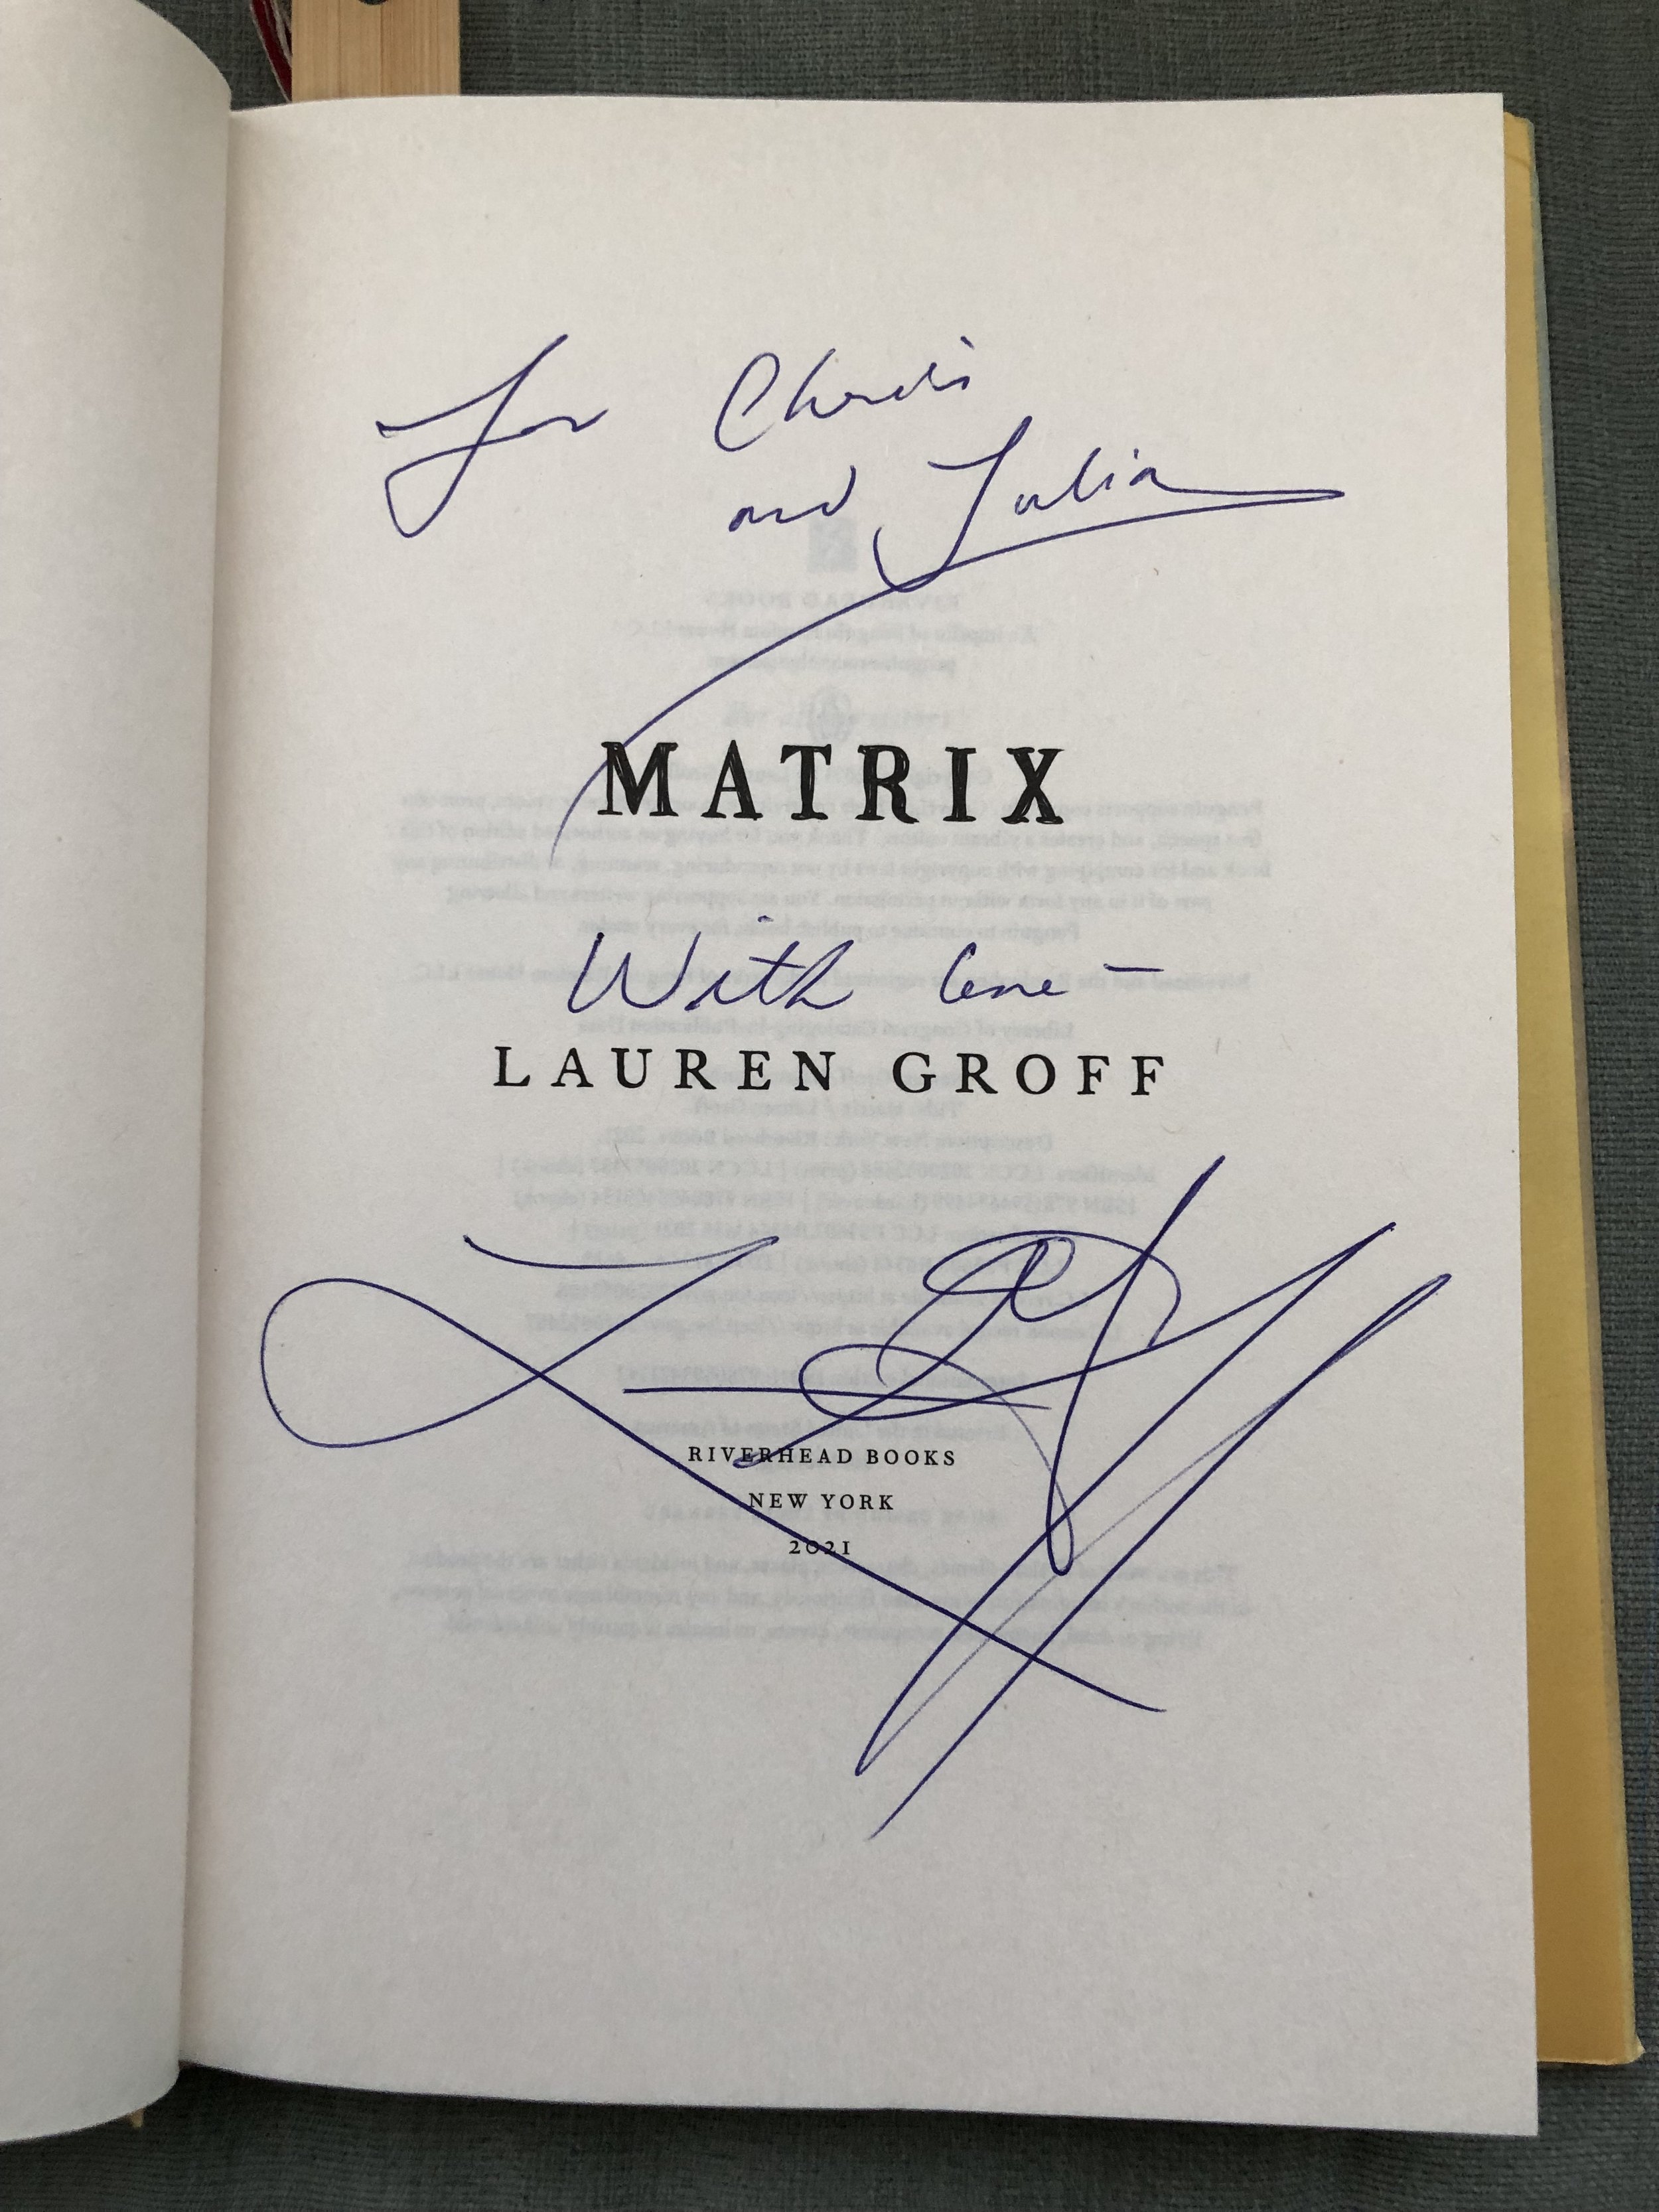 For Chris
and Julia
MATRIX
With love –
LAUREN GROFF
RIVERHEAD BOOKS
NEW YORK
2021